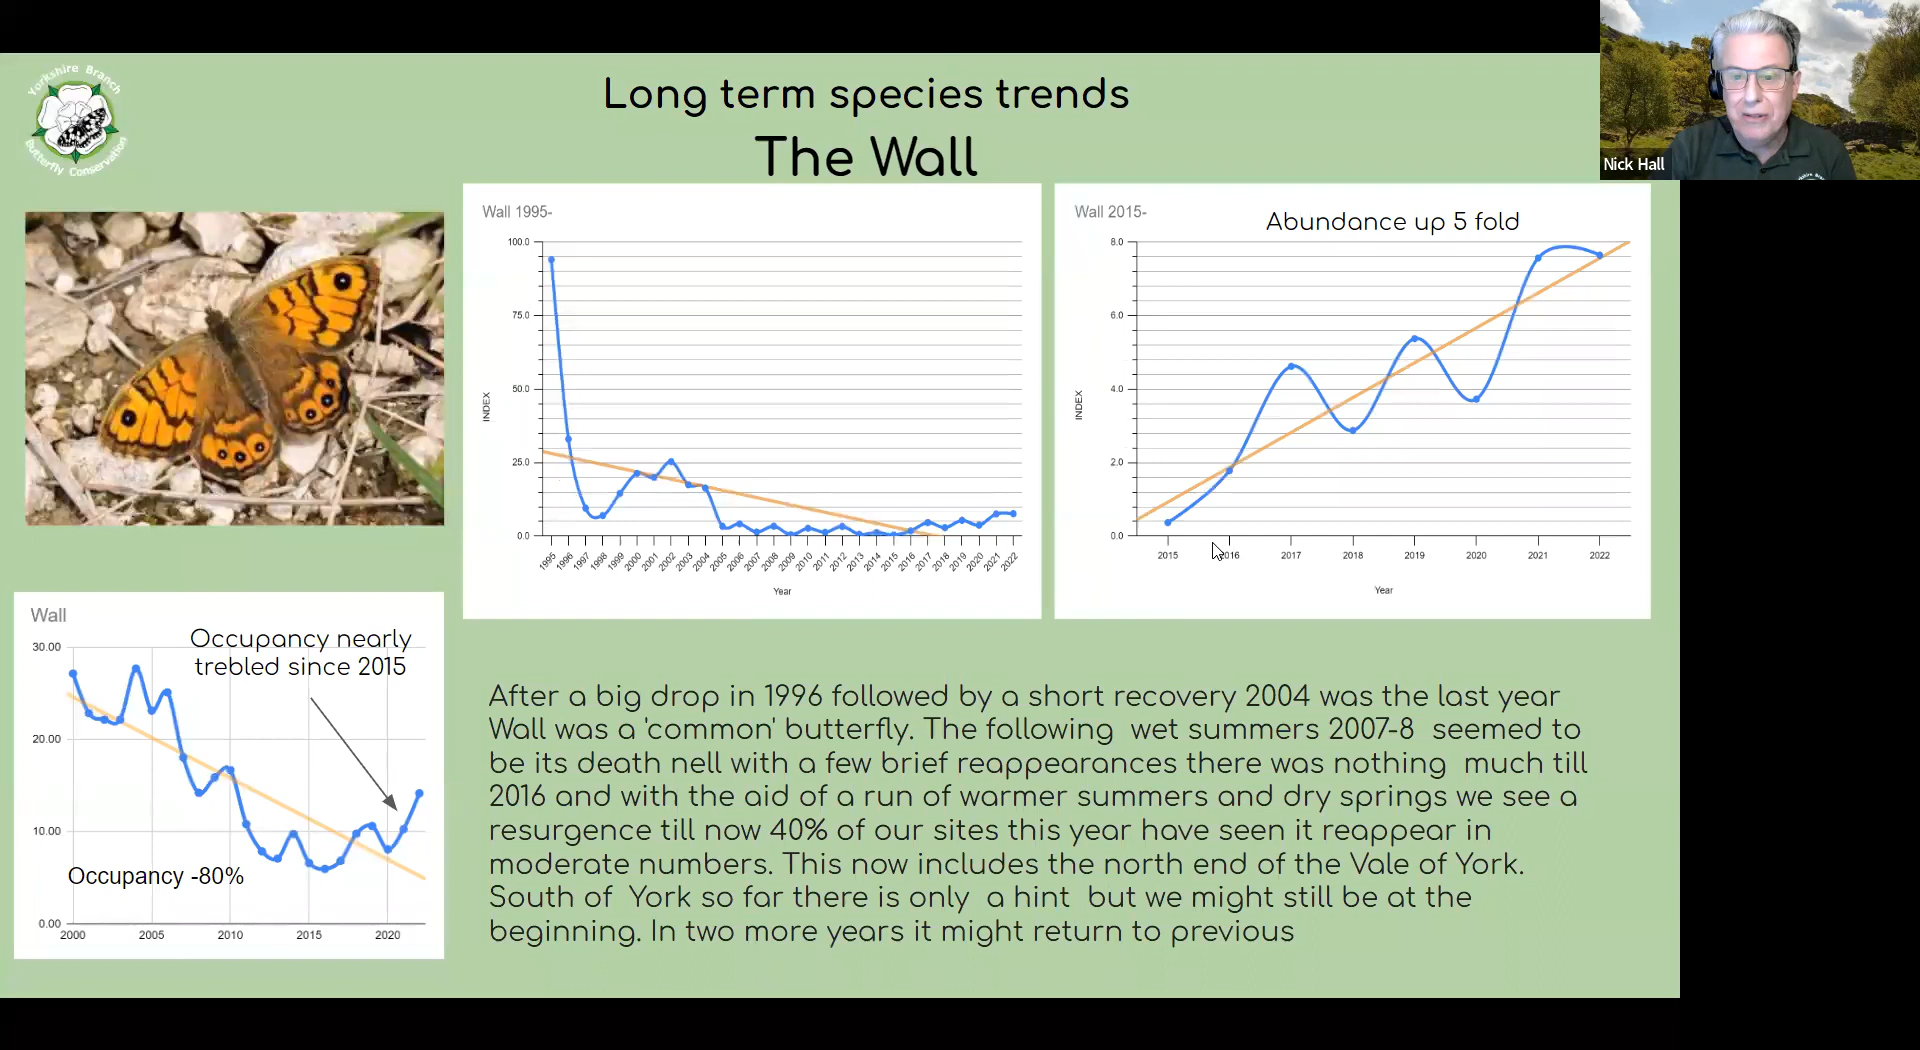 Yorkshire Branch
Butterfly Conservation
Long term species trends
The Wall
Nick Hall
Wall 1995-
100.0
75.0
50.0
25.0
0.0
INDEX
1995 1996 1997 1998 1999 2000 2001 2002 2003 2004 2005 2006 2007 2008 2009 2010 2011 2012 2013 2014 2015 2016 2017 2018 2019 2020 2021 2022
Year
Wall 2015-
Abundance up 5 fold
8.0
6.0
4.0
2.0
0.0
INDEX
2015 2016 2017 2018 2019 2020 2021 2022
Year
Wall
Occupancy nearly
trebled since 2015
30.00
20.00
10.00
0.00
Occupancy -80%
2000 2005 2010 2015 2020
After a big drop in 1996 followed by a short recovery 2004 was the last year
Wall was a 'common' butterfly. The following wet summers 2007-8 seemed to
be its death nell with a few brief reappearances there was nothing much till
2016 and with the aid of a run of warmer summers and dry springs we see a
resurgence till now 40% of our sites this year have seen it reappear in
moderate numbers. This now includes the north end of the Vale of York.
South of York so far there is only a hint but we might still be at the
beginning. In two more years it might return to previous